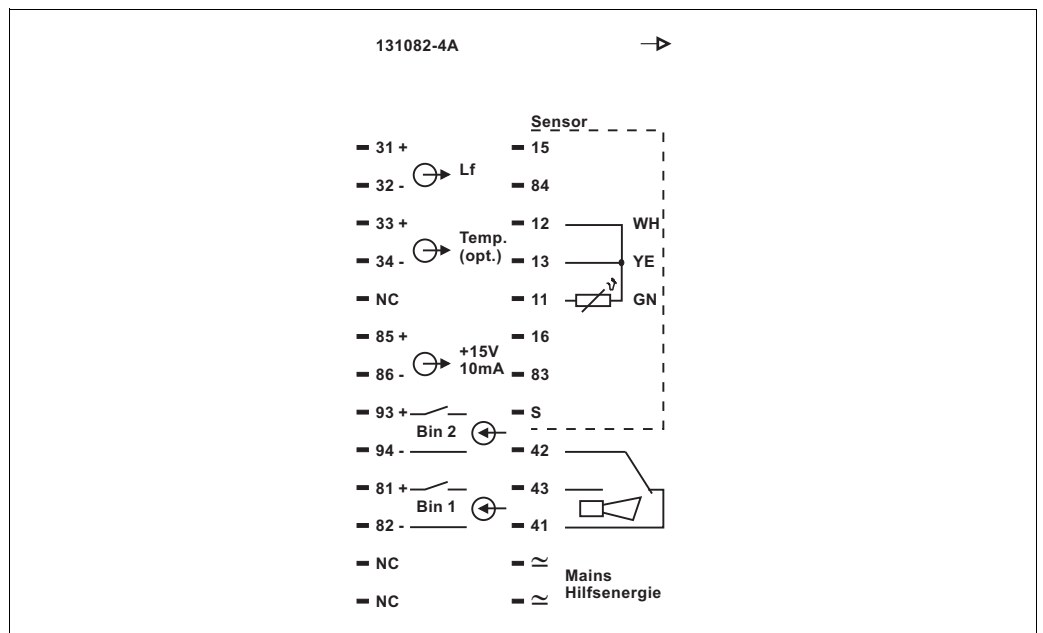 131082-4A
Sensor
31 +
32 -
Lf
33 +
34 -
Temp.
(opt.)
NC
85 +
86 -
+15V
10mA
93 +
Bin 2
94 -
81 +
Bin 1
82 -
NC
NC
15
84
12
WH
13
YE
11
GN
16
83
S
42
43
41
≃
≃
Mains
Hilfsenergie